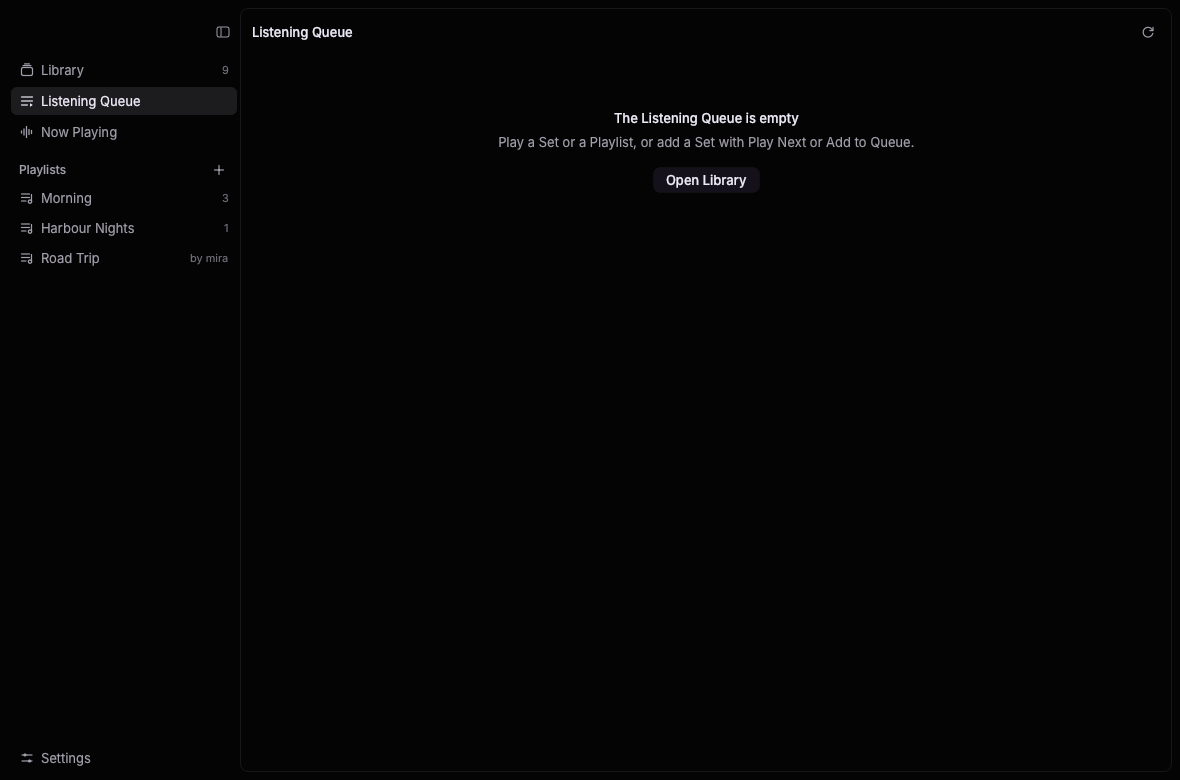 Listening Queue
Library 9
Listening Queue
Now Playing
Playlists
Morning 3
Harbour Nights 1
Road Trip by mira
Settings
The Listening Queue is empty
Play a Set or a Playlist, or add a Set with Play Next or Add to Queue.
Open Library